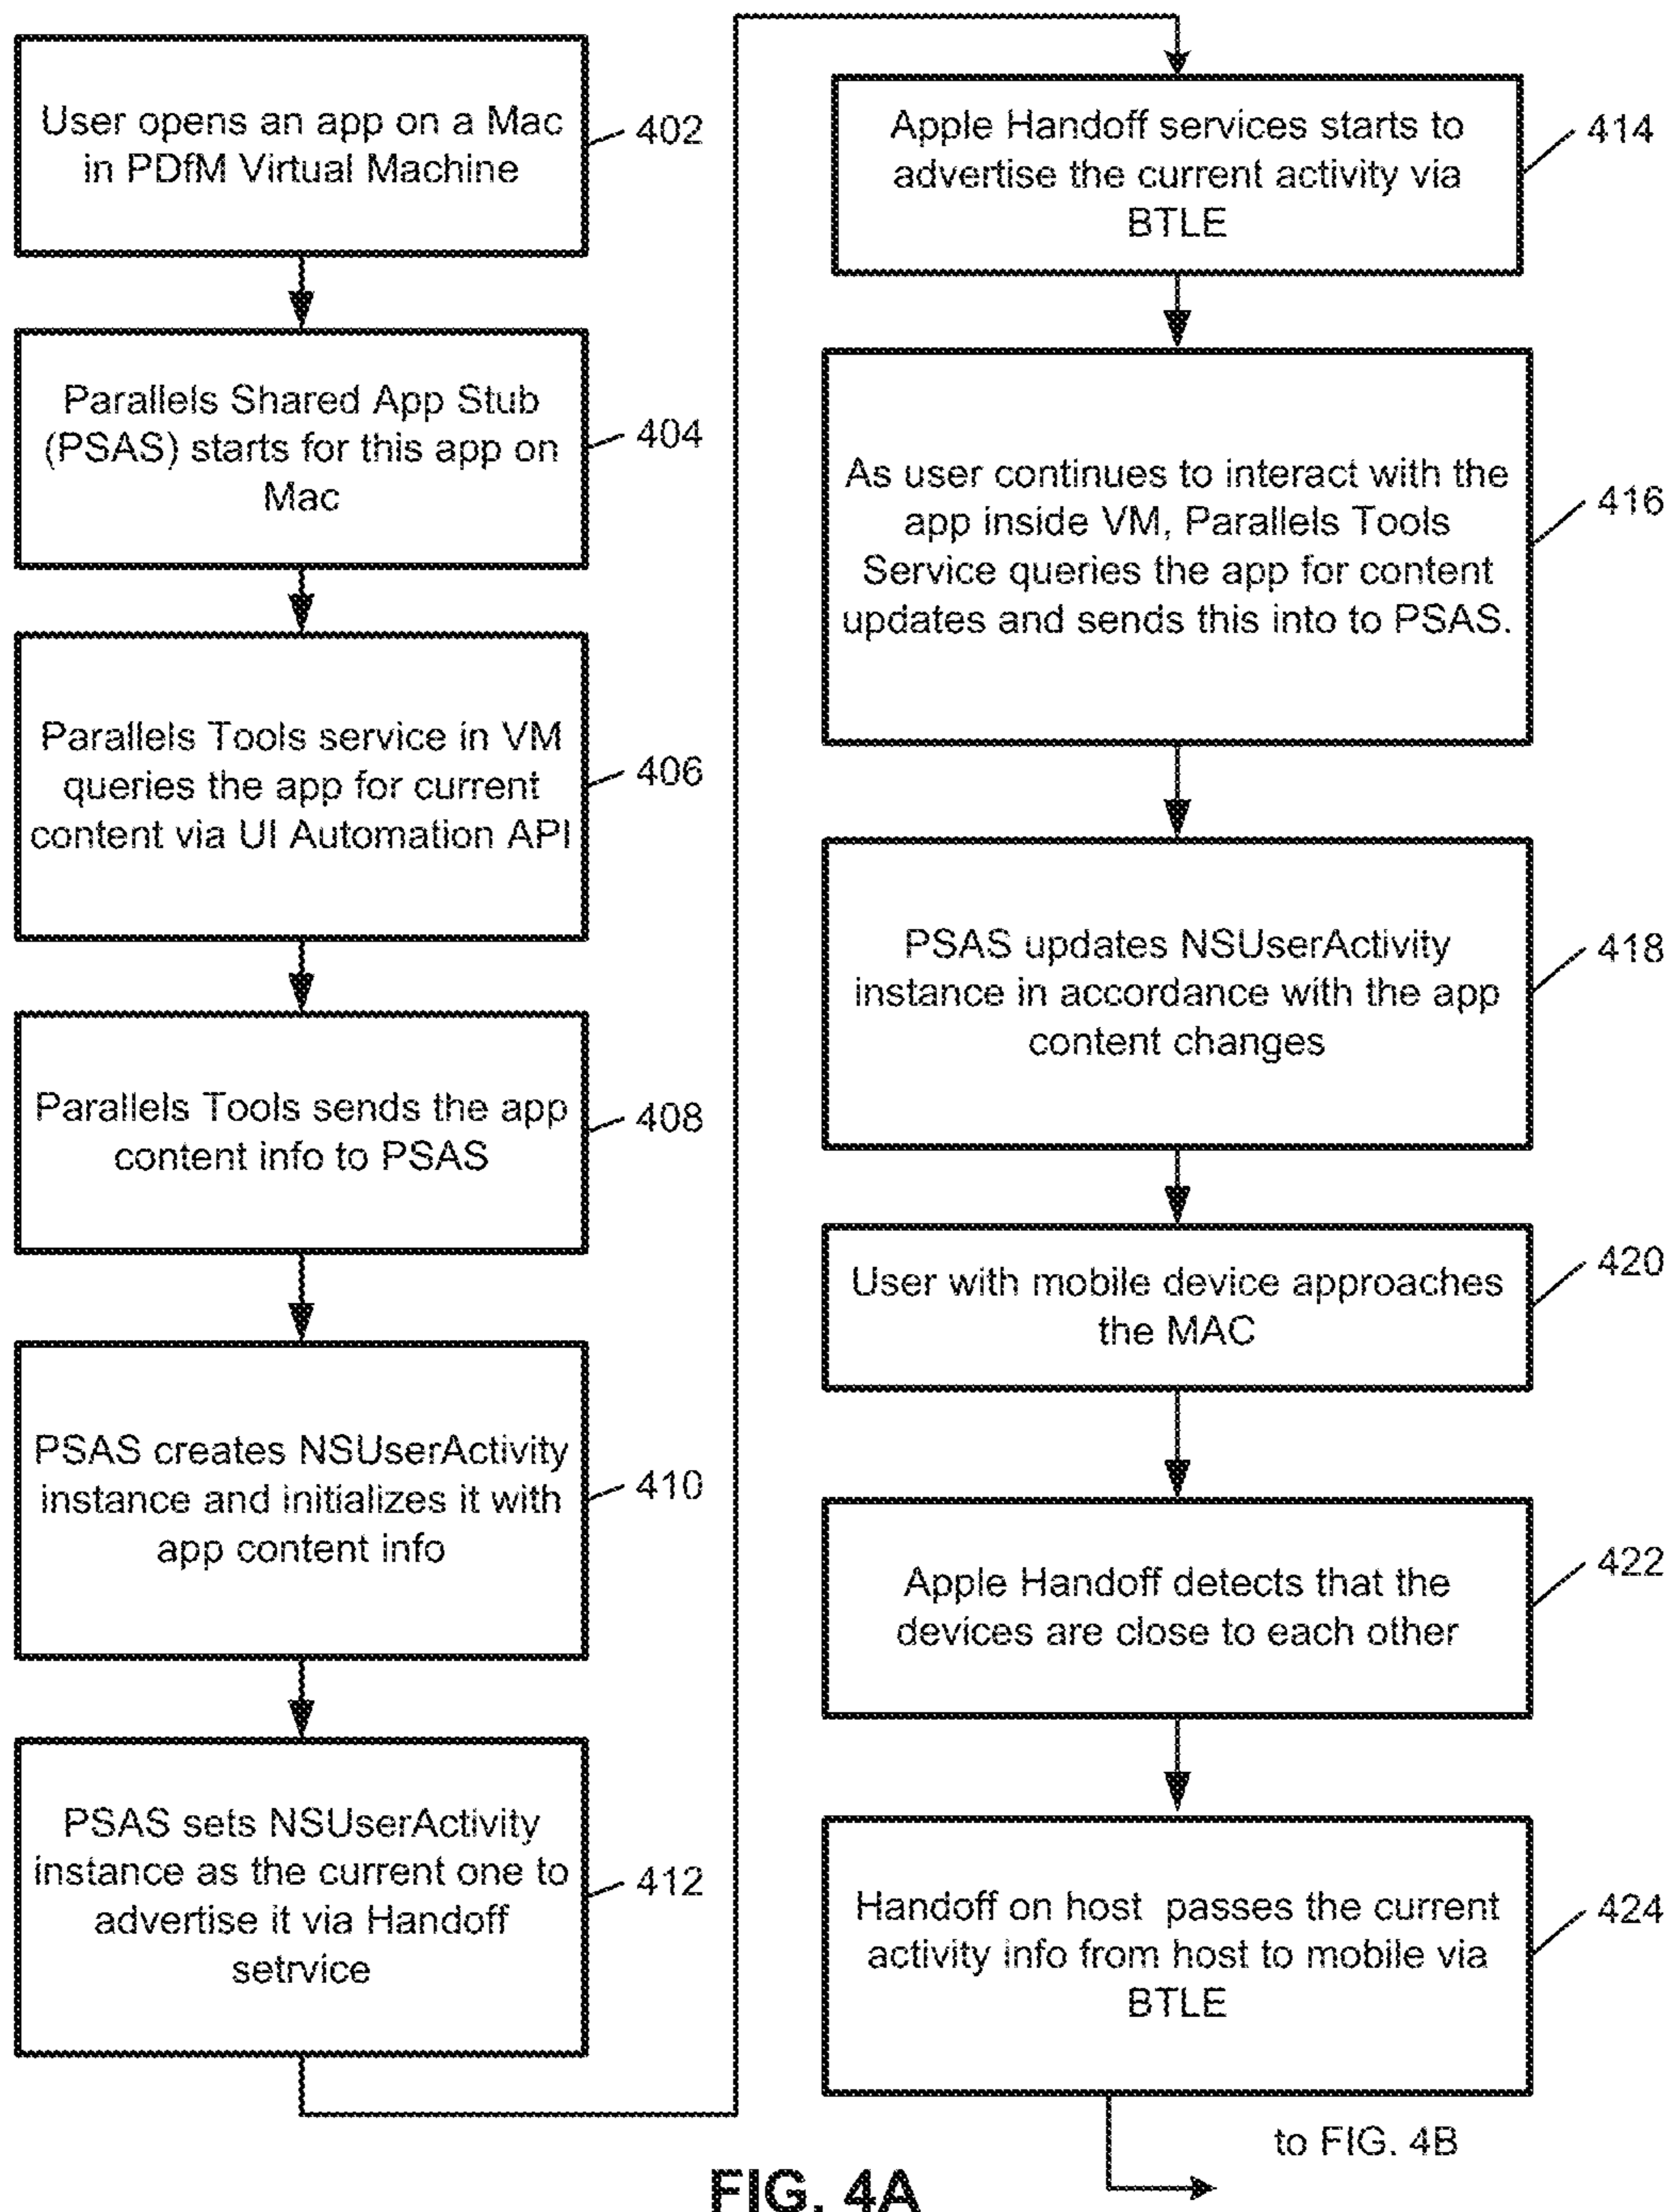 User opens an app on a Mac
in PDfM Virtual Machine
402
Parallels Shared App Stub
(PSAS) starts for this app on
Mac
404
Parallels Tools service in VM
queries the app for current
content via UI Automation API
406
Parallels Tools sends the app
content info to PSAS
408
PSAS creates NSUserActivity
instance and initializes it with
app content info
410
PSAS sets NSUserActivity
instance as the current one to
advertise it via Handoff
setrvice
412
Apple Handoff services starts to
advertise the current activity via
BTLE
414
As user continues to interact with the
app inside VM, Parallels Tools
Service queries the app for content
updates and sends this into to PSAS.
416
PSAS updates NSUserActivity
instance in accordance with the app
content changes
418
User with mobile device approaches
the MAC
420
Apple Handoff detects that the
devices are close to each other
422
Handoff on host passes the current
activity info from host to mobile via
BTLE
424
to FIG. 4B
FIG. 4A